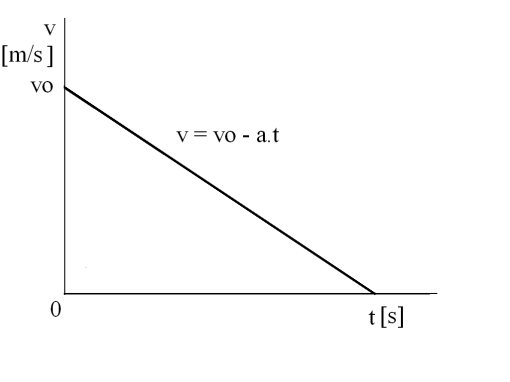 v
[m/s]
vo
v = vo - a.t
0
t[s]